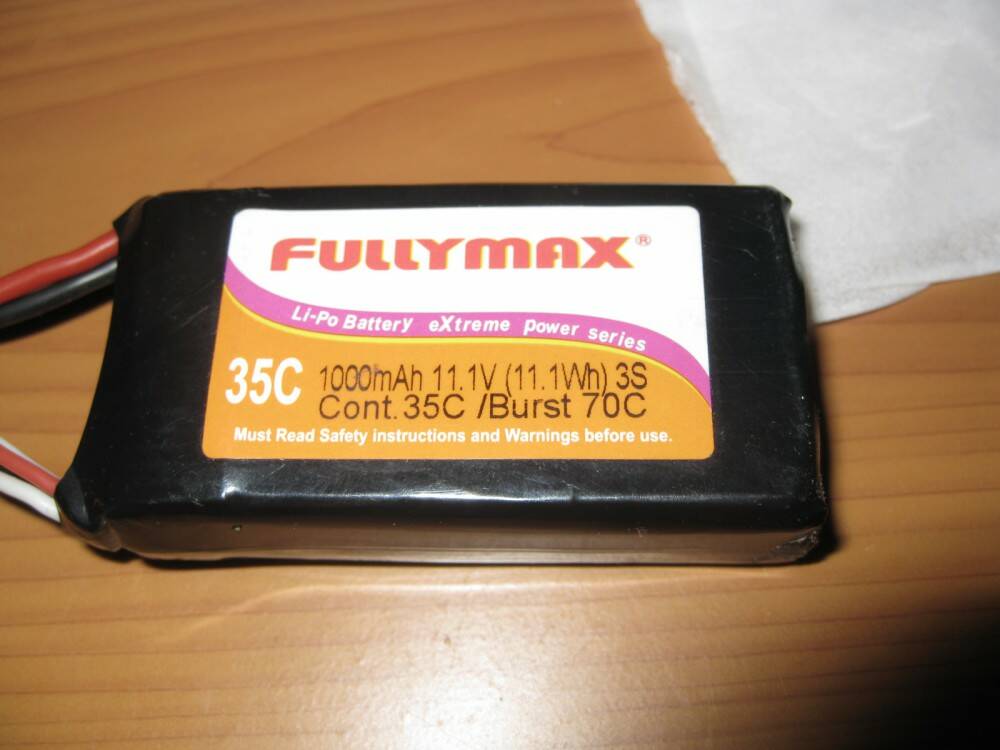 FULLYMAX®
Li-Po Battery eXtreme power series
35C 1000mAh 11.1V (11.1Wh) 3S
Cont.35C /Burst 70C
Must Read Safety instructions and Warnings before use.